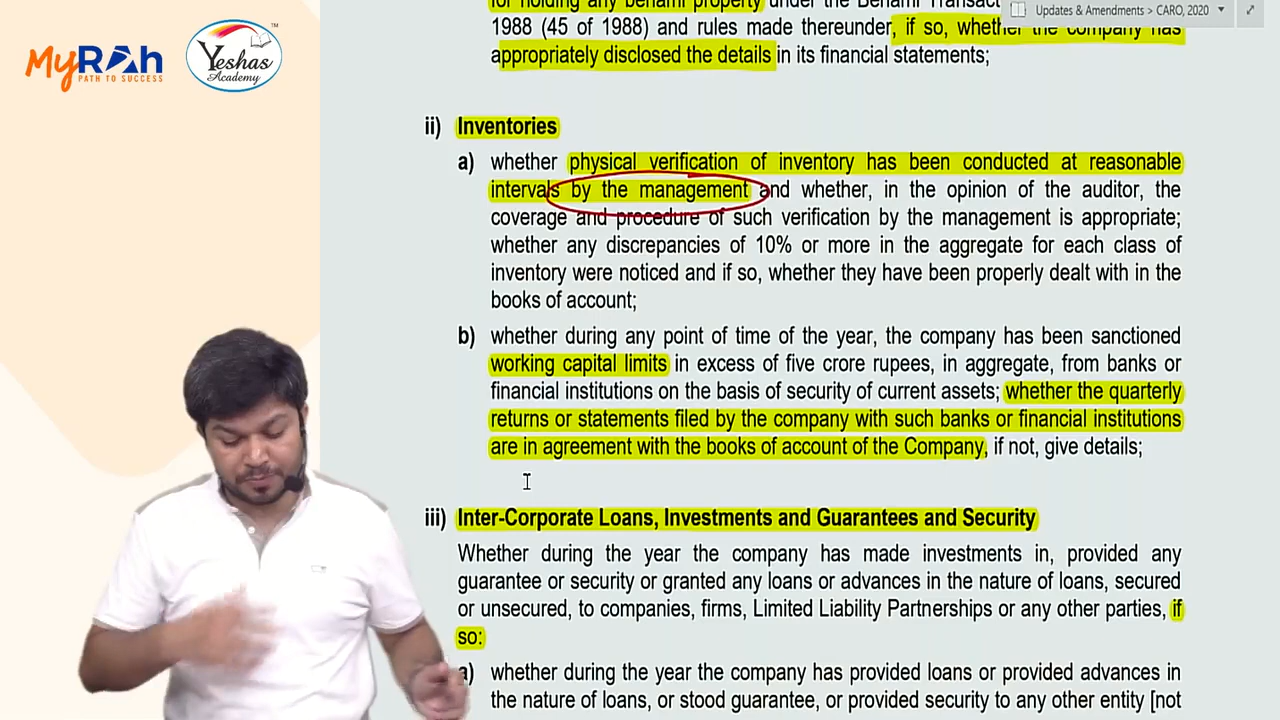 for holding any benami property under the Benami Transact
Updates & Amendments > CARO, 2020
1988 (45 of 1988) and rules made thereunder, if so, whether the company has
appropriately disclosed the details in its financial statements;
MyRAh
PATH TO SUCCESS
Yeshas
Academy
TM
ii) Inventories
a) whether physical verification of inventory has been conducted at reasonable
intervals by the management and whether, in the opinion of the auditor, the
coverage and procedure of such verification by the management is appropriate;
whether any discrepancies of 10% or more in the aggregate for each class of
inventory were noticed and if so, whether they have been properly dealt with in the
books of account;
b) whether during any point of time of the year, the company has been sanctioned
working capital limits in excess of five crore rupees, in aggregate, from banks or
financial institutions on the basis of security of current assets; whether the quarterly
returns or statements filed by the company with such banks or financial institutions
are in agreement with the books of account of the Company, if not, give details;
iii) Inter-Corporate Loans, Investments and Guarantees and Security
Whether during the year the company has made investments in, provided any
guarantee or security or granted any loans or advances in the nature of loans, secured
or unsecured, to companies, firms, Limited Liability Partnerships or any other parties, if
so:
a) whether during the year the company has provided loans or provided advances in
the nature of loans, or stood guarantee, or provided security to any other entity [not